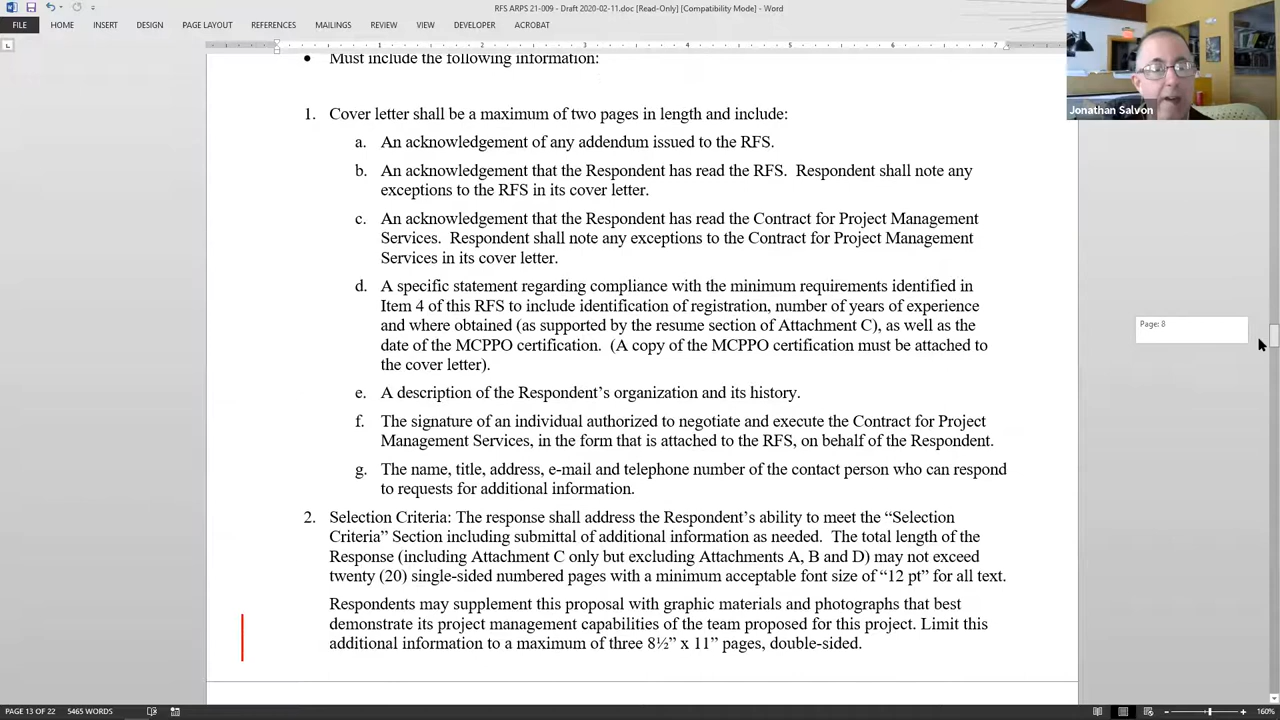 RFS ARPS 21-009 - Draft 2020-02-11.doc [Read-Only] [Compatibility Mode] - Word
FILE HOME INSERT DESIGN PAGE LAYOUT REFERENCES MAILINGS REVIEW VIEW DEVELOPER ACROBAT
1 2 3 4 5 6 7
Jonathan Salvon
• Must include the following information:
1. Cover letter shall be a maximum of two pages in length and include:
a. An acknowledgement of any addendum issued to the RFS.
b. An acknowledgement that the Respondent has read the RFS. Respondent shall note any
exceptions to the RFS in its cover letter.
c. An acknowledgement that the Respondent has read the Contract for Project Management
Services. Respondent shall note any exceptions to the Contract for Project Management
Services in its cover letter.
d. A specific statement regarding compliance with the minimum requirements identified in
Item 4 of this RFS to include identification of registration, number of years of experience
and where obtained (as supported by the resume section of Attachment C), as well as the
date of the MCPPO certification. (A copy of the MCPPO certification must be attached to
the cover letter).
e. A description of the Respondent's organization and its history.
f. The signature of an individual authorized to negotiate and execute the Contract for Project
Management Services, in the form that is attached to the RFS, on behalf of the Respondent.
g. The name, title, address, e-mail and telephone number of the contact person who can respond
to requests for additional information.
2. Selection Criteria: The response shall address the Respondent's ability to meet the “Selection
Criteria” Section including submittal of additional information as needed. The total length of the
Response (including Attachment C only but excluding Attachments A, B and D) may not exceed
twenty (20) single-sided numbered pages with a minimum acceptable font size of “12 pt” for all text.
Respondents may supplement this proposal with graphic materials and photographs that best
demonstrate its project management capabilities of the team proposed for this project. Limit this
additional information to a maximum of three 8½” x 11” pages, double-sided.
Page: 8
PAGE 13 OF 22 5465 WORDS 160%